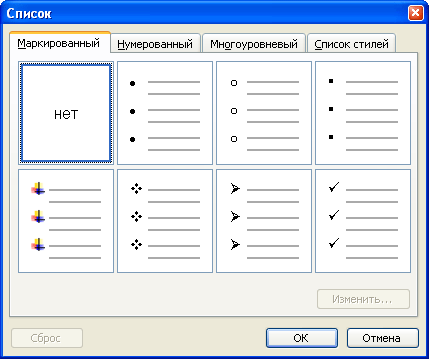 Список
Маркированный
Нумерованный
Многоуровневый
Список стилей
нет
Изменить...
Сброс
ОК
Отмена